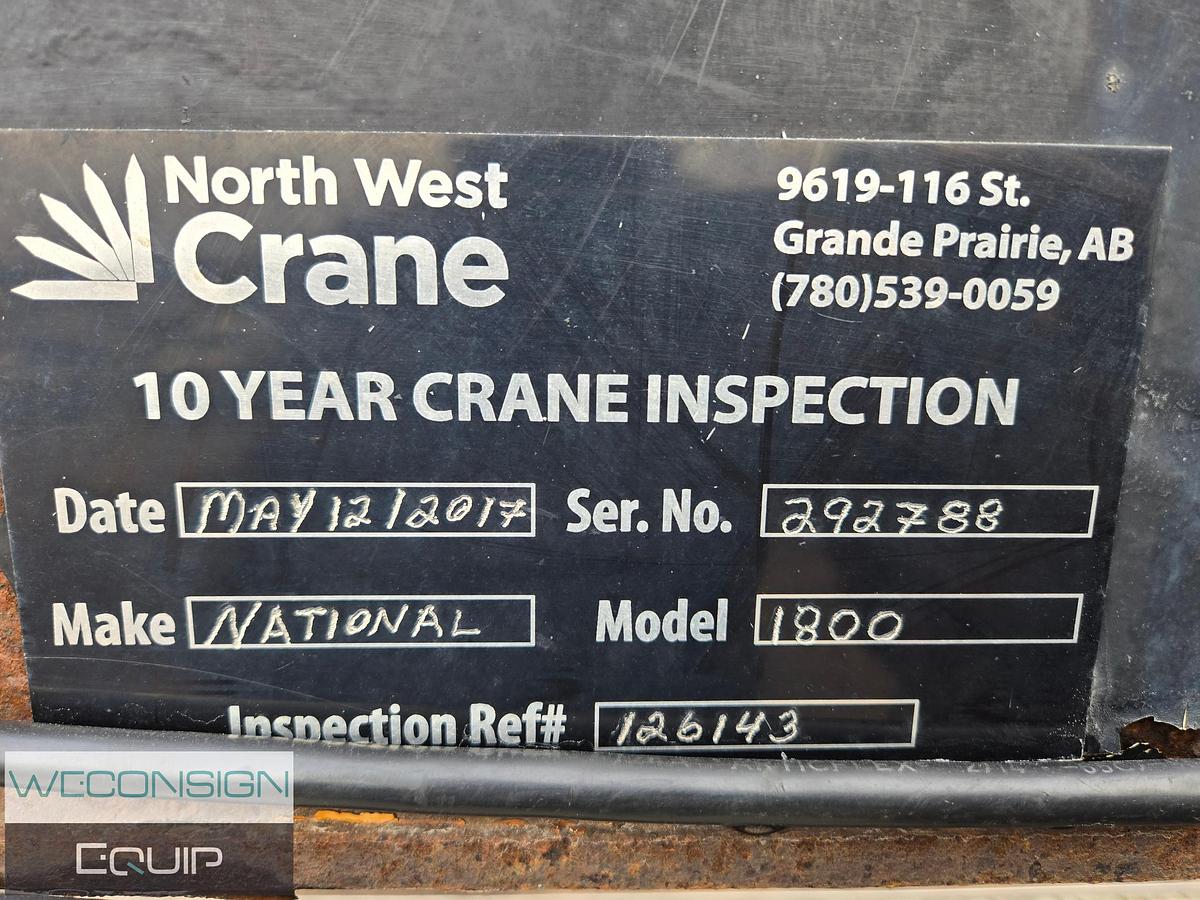 North West
Crane
9619-116 St.
Grande Prairie, AB
(780)539-0059
10 YEAR CRANE INSPECTION
Date MAY 12/2017 Ser. No. 292788
Make NATIONAL Model 1800
Inspection Ref# 126143
WECONSIGN
EQUIP